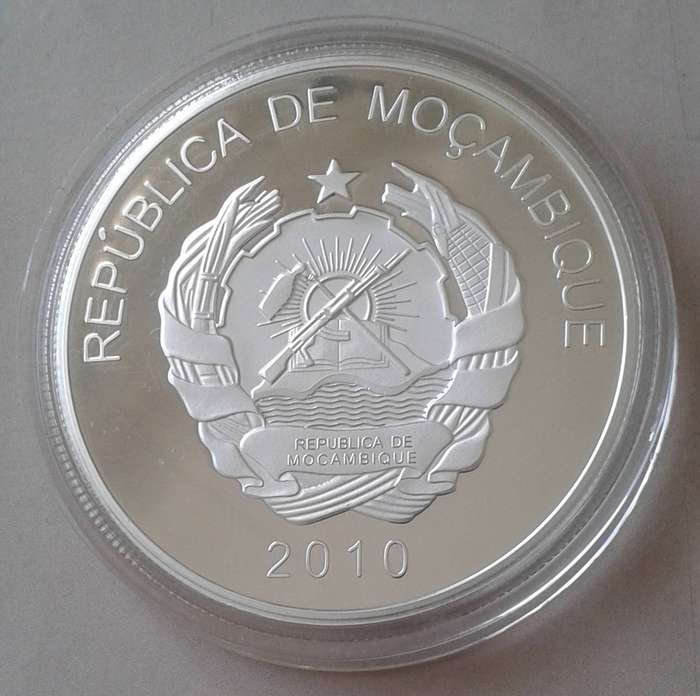 REPÚBLICA DE MOÇAMBIQUE
REPUBLICA DE
MOCAMBIQUE
2010